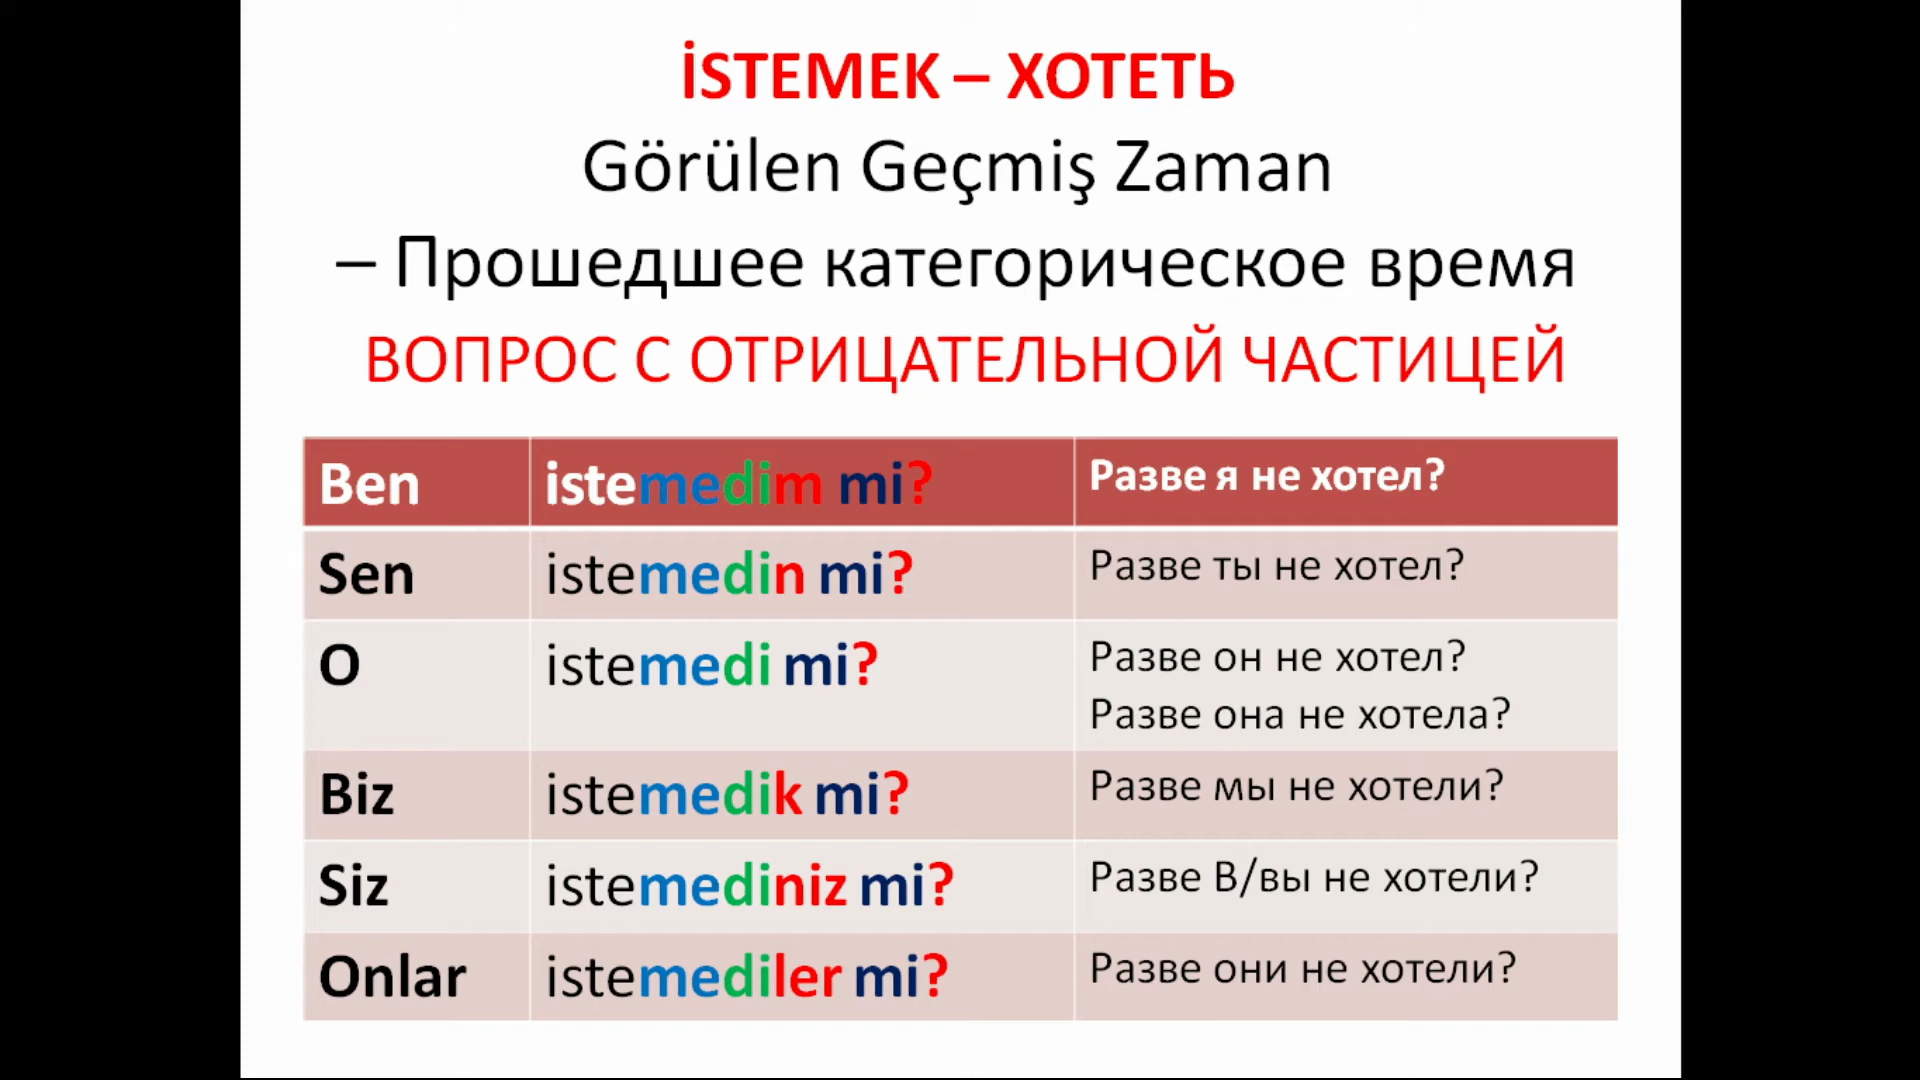 İSTEMEK – ХОТЕТЬ
Görülen Geçmiş Zaman
– Прошедшее категорическое время
ВОПРОС С ОТРИЦАТЕЛЬНОЙ ЧАСТИЦЕЙ
Ben istemedim mi? Разве я не хотел?
Sen istemedin mi? Разве ты не хотел?
O istemedi mi? Разве он не хотел?
Разве она не хотела?
Biz istemedik mi? Разве мы не хотели?
Siz istemediniz mi? Разве В/вы не хотели?
Onlar istemediler mi? Разве они не хотели?